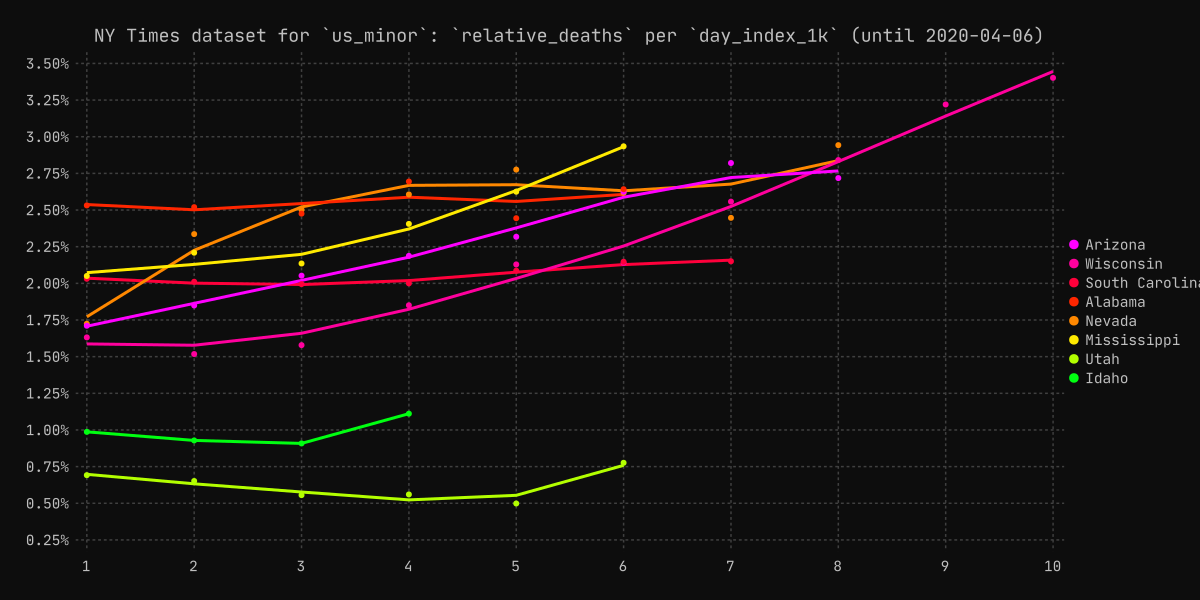 NY Times dataset for `us_minor`: `relative_deaths` per `day_index_1k` (until 2020-04-06)
3.50%
3.25%
3.00%
2.75%
2.50%
2.25%
2.00%
1.75%
1.50%
1.25%
1.00%
0.75%
0.50%
0.25%
1 2 3 4 5 6 7 8 9 10
Arizona
Wisconsin
South Carolina
Alabama
Nevada
Mississippi
Utah
Idaho